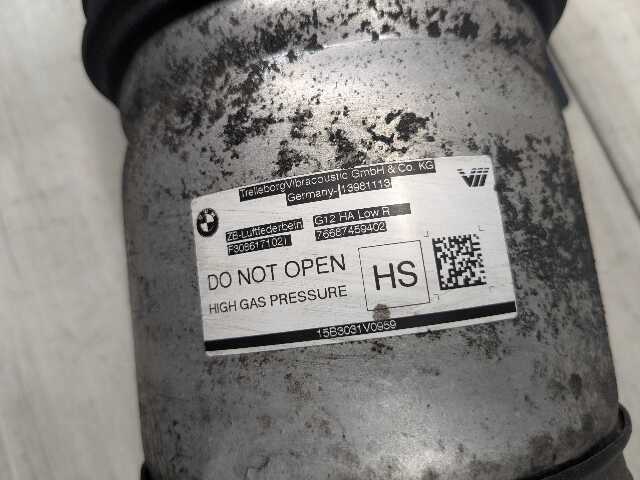 TrelleborgVibracoustic GmbH & Co. KG
Germany-13981113
ZB-Luftfederbein
F308617102I
G12 HA Low R
76687459402
DO NOT OPEN
HIGH GAS PRESSURE
HS
15B3031V0959